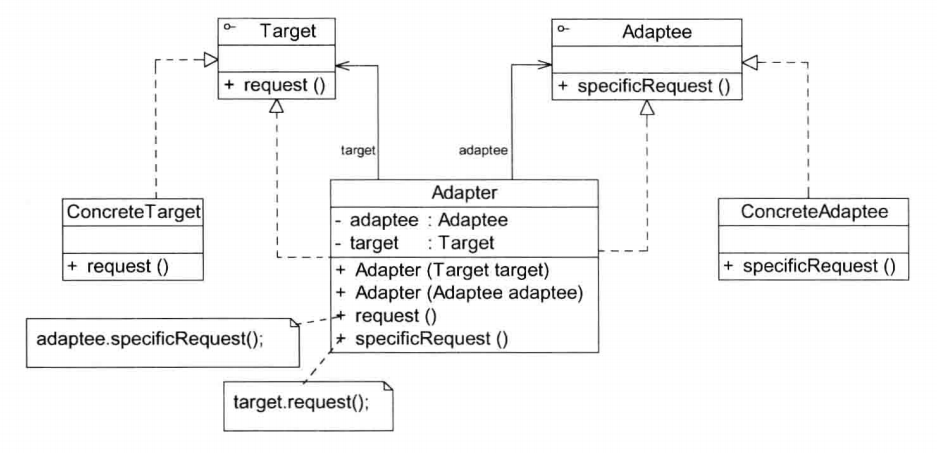 Target
+ request ()
Adaptee
+ specificRequest ()
target
adaptee
ConcreteTarget
+ request ()
Adapter
- adaptee : Adaptee
- target : Target
+ Adapter (Target target)
+ Adapter (Adaptee adaptee)
+ request ()
+ specificRequest ()
ConcreteAdaptee
+ specificRequest ()
adaptee.specificRequest();
target.request();